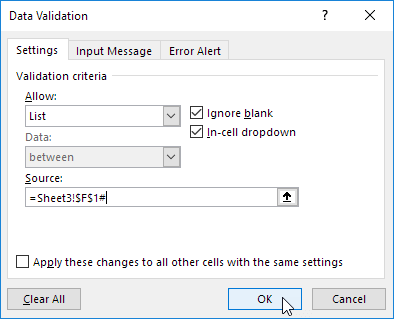 Data Validation ? ×
Settings Input Message Error Alert
Validation criteria
Allow:
List Ignore blank
Data: In-cell dropdown
between
Source:
=Sheet3!$F$1#
Apply these changes to all other cells with the same settings
Clear All OK Cancel